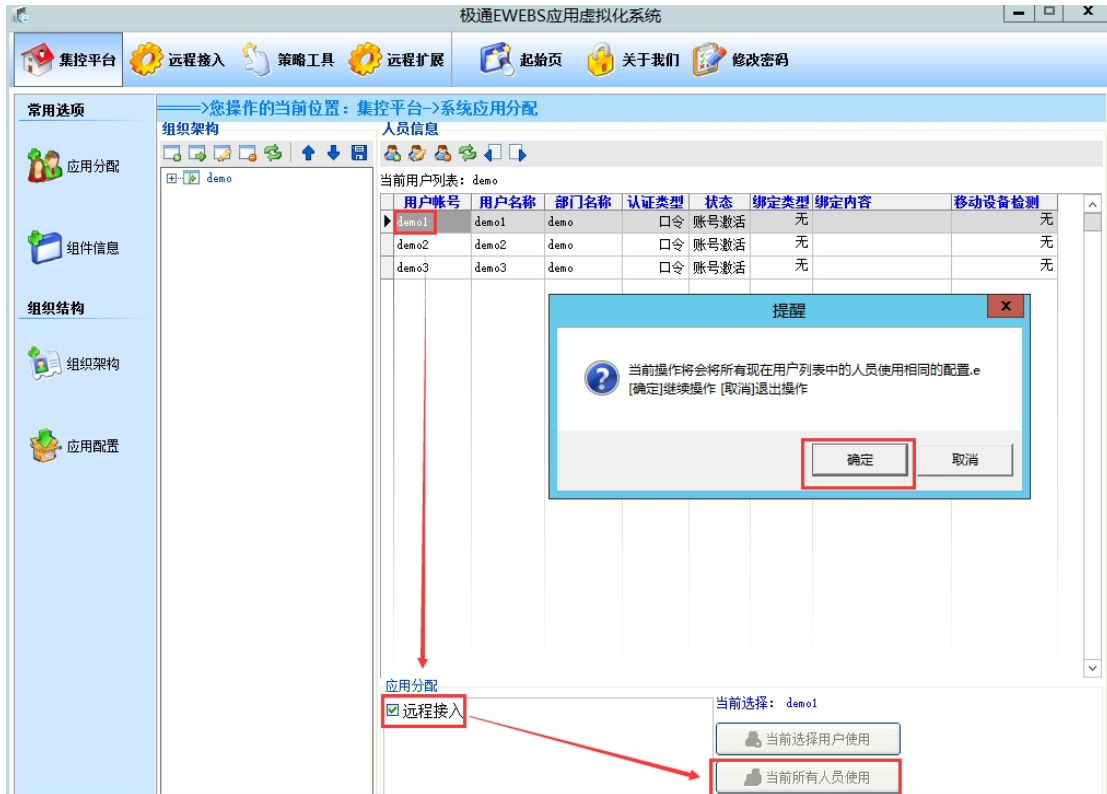 极通EWEBS应用虚拟化系统
集控平台 远程接入 策略工具 远程扩展 起始页 关于我们 修改密码
常用选项
应用分配
组件信息
组织结构
组织架构
应用配置
====>您操作的当前位置：集控平台->系统应用分配
组织架构
demo
人员信息
当前用户列表：demo
用户帐号 用户名称 部门名称 认证类型 状态 绑定类型 绑定内容 移动设备检测
demo1 demo1 demo 口令 账号激活 无 无
demo2 demo2 demo 口令 账号激活 无 无
demo3 demo3 demo 口令 账号激活 无 无
提醒
当前操作将会将所有现在用户列表中的人员使用相同的配置.e
[确定]继续操作 [取消]退出操作
确定 取消
应用分配
远程接入
当前选择： demo1
当前选择用户使用
当前所有人员使用